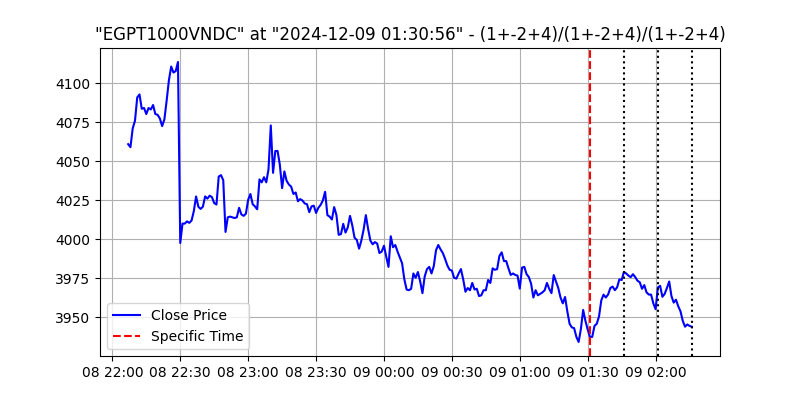 "EGPT1000VNDC" at "2024-12-09 01:30:56" - (1+-2+4)/(1+-2+4)/(1+-2+4)
4100
4075
4050
4025
4000
3975
3950
Close Price
Specific Time
08 22:00 08 22:30 08 23:00 08 23:30 09 00:00 09 00:30 09 01:00 09 01:30 09 02:00